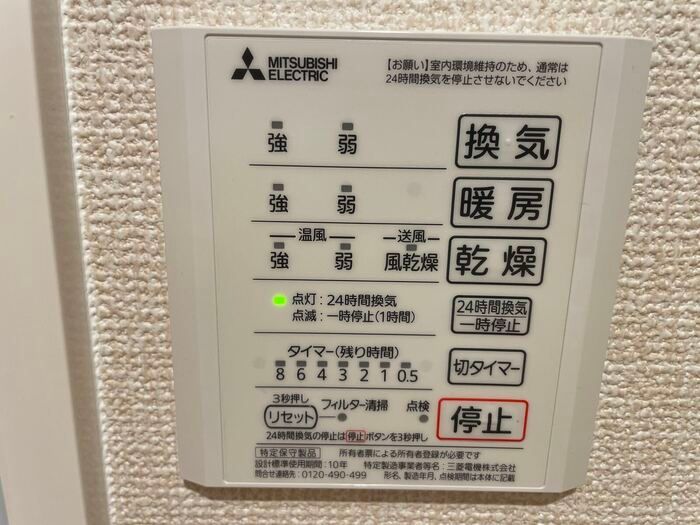 MITSUBISHI
ELECTRIC
【お願い】室内環境維持のため、通常は
24時間換気を停止させないでください
強 弱 換気
強 弱 暖房
温風 送風
強 弱 風乾燥 乾燥
点灯：24時間換気
点滅：一時停止(1時間)
24時間換気
一時停止
タイマー(残り時間)
8 6 4 3 2 1 0.5
切タイマー
3秒押し
リセット フィルター清掃 点検
停止
24時間換気の停止は停止ボタンを3秒押し
特定保守製品 所有者票による所有者登録が必要です
設計標準使用期間：10年 特定製造事業者等名：三菱電機株式会社
問合せ連絡先：0120-490-499 形名、製造年月、点検期間は本体に記載